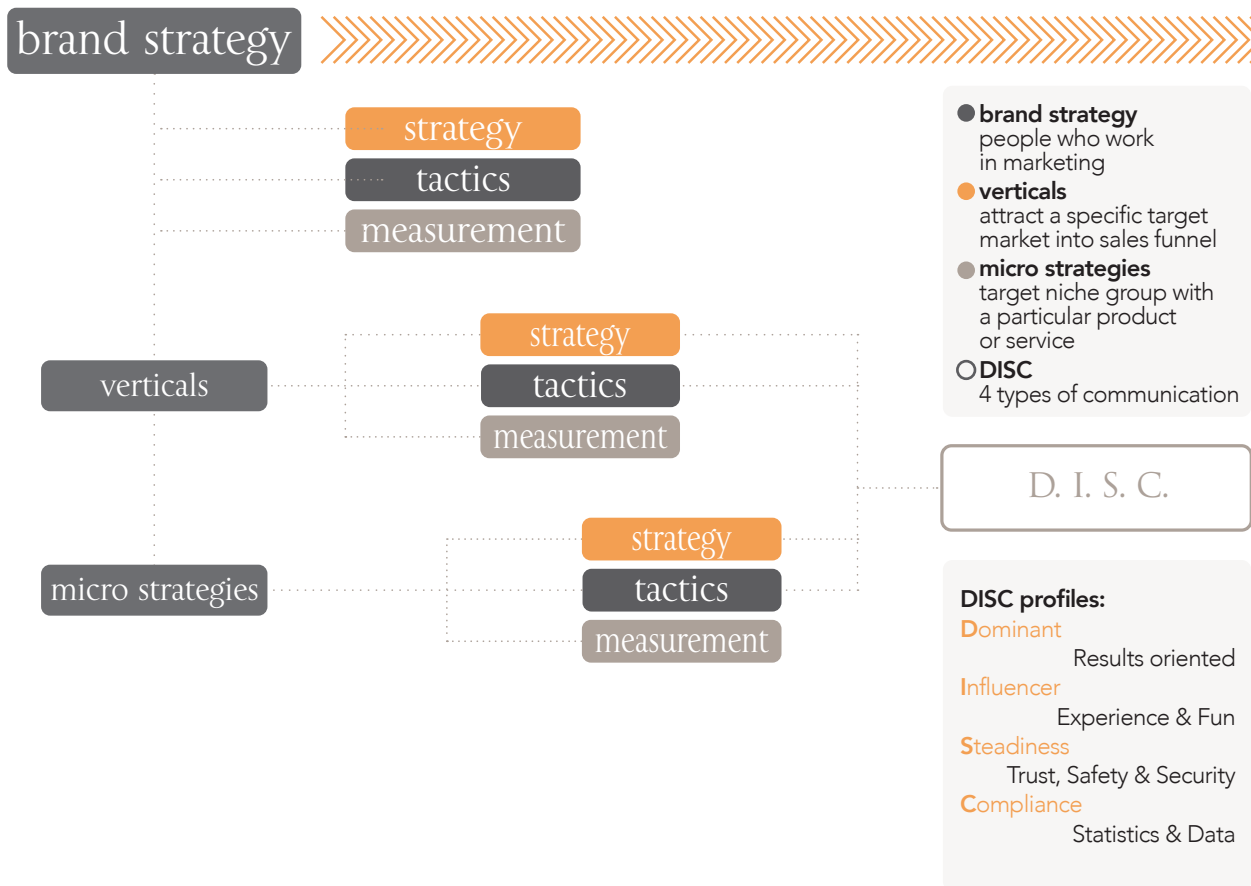 brand strategy
strategy
tactics
measurement
verticals
strategy
tactics
measurement
micro strategies
strategy
tactics
measurement
brand strategy
people who work
in marketing
verticals
attract a specific target
market into sales funnel
micro strategies
target niche group with
a particular product
or service
DISC
4 types of communication
D. I. S. C.
DISC profiles:
Dominant
Results oriented
Influencer
Experience & Fun
Steadiness
Trust, Safety & Security
Compliance
Statistics & Data